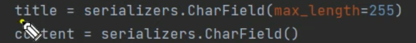 title = serializers.CharField(max_length=255)
content = serializers.CharField()